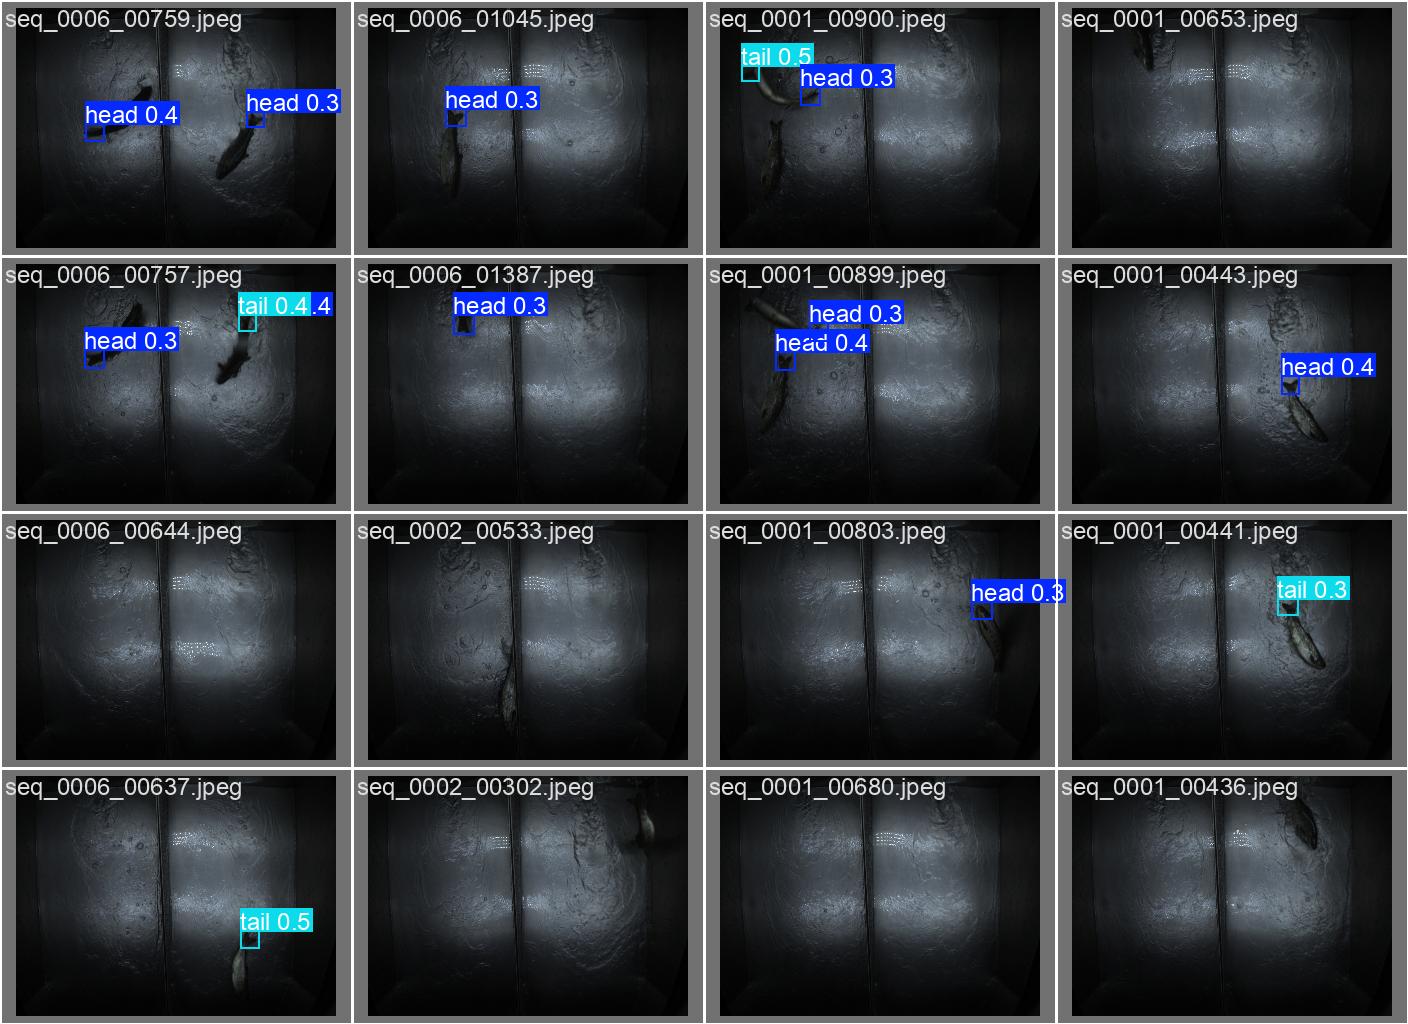 seq_0006_00759.jpeg
head 0.4
head 0.3
seq_0006_01045.jpeg
head 0.3
seq_0001_00900.jpeg
tail 0.5
head 0.3
seq_0001_00653.jpeg
seq_0006_00757.jpeg
tail 0.4
.4
head 0.3
seq_0006_01387.jpeg
head 0.3
seq_0001_00899.jpeg
head 0.3
head 0.4
seq_0001_00443.jpeg
head 0.4
seq_0006_00644.jpeg
seq_0002_00533.jpeg
seq_0001_00803.jpeg
head 0.3
seq_0001_00441.jpeg
tail 0.3
seq_0006_00637.jpeg
tail 0.5
seq_0002_00302.jpeg
seq_0001_00680.jpeg
seq_0001_00436.jpeg